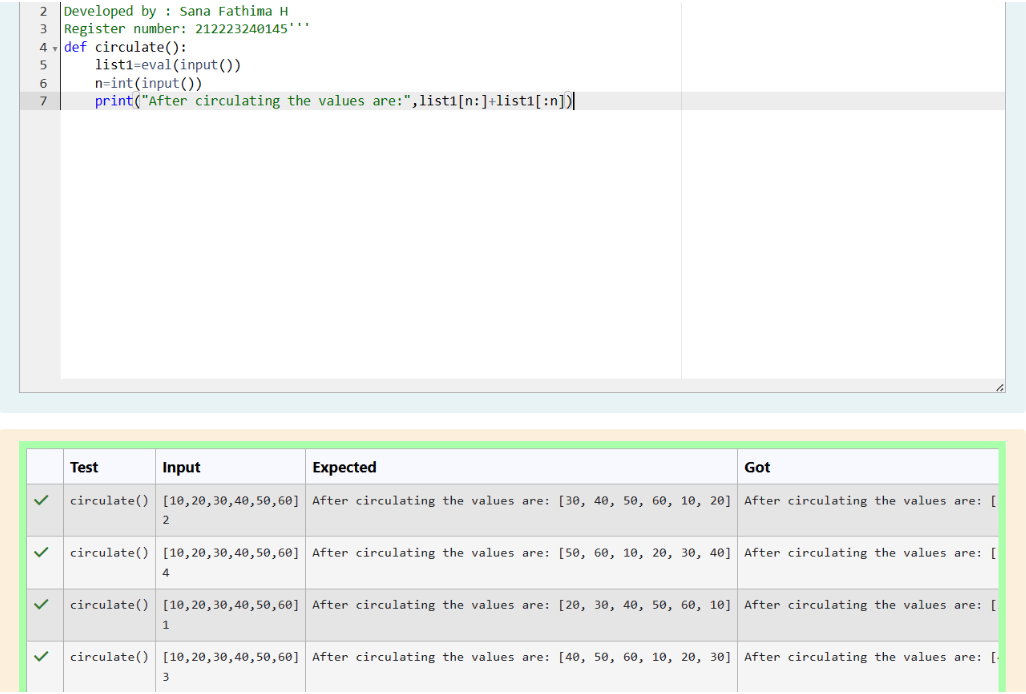 2 Developed by : Sana Fathima H
3 Register number: 212223240145'''
4 def circulate():
5 list1=eval(input())
6 n=int(input())
7 print("After circulating the values are:",list1[n:]+list1[:n])
Test Input Expected Got
circulate() [10,20,30,40,50,60] After circulating the values are: [30, 40, 50, 60, 10, 20] After circulating the values are: [
2
circulate() [10,20,30,40,50,60] After circulating the values are: [50, 60, 10, 20, 30, 40] After circulating the values are: [
4
circulate() [10,20,30,40,50,60] After circulating the values are: [20, 30, 40, 50, 60, 10] After circulating the values are: [
1
circulate() [10,20,30,40,50,60] After circulating the values are: [40, 50, 60, 10, 20, 30] After circulating the values are: [
3